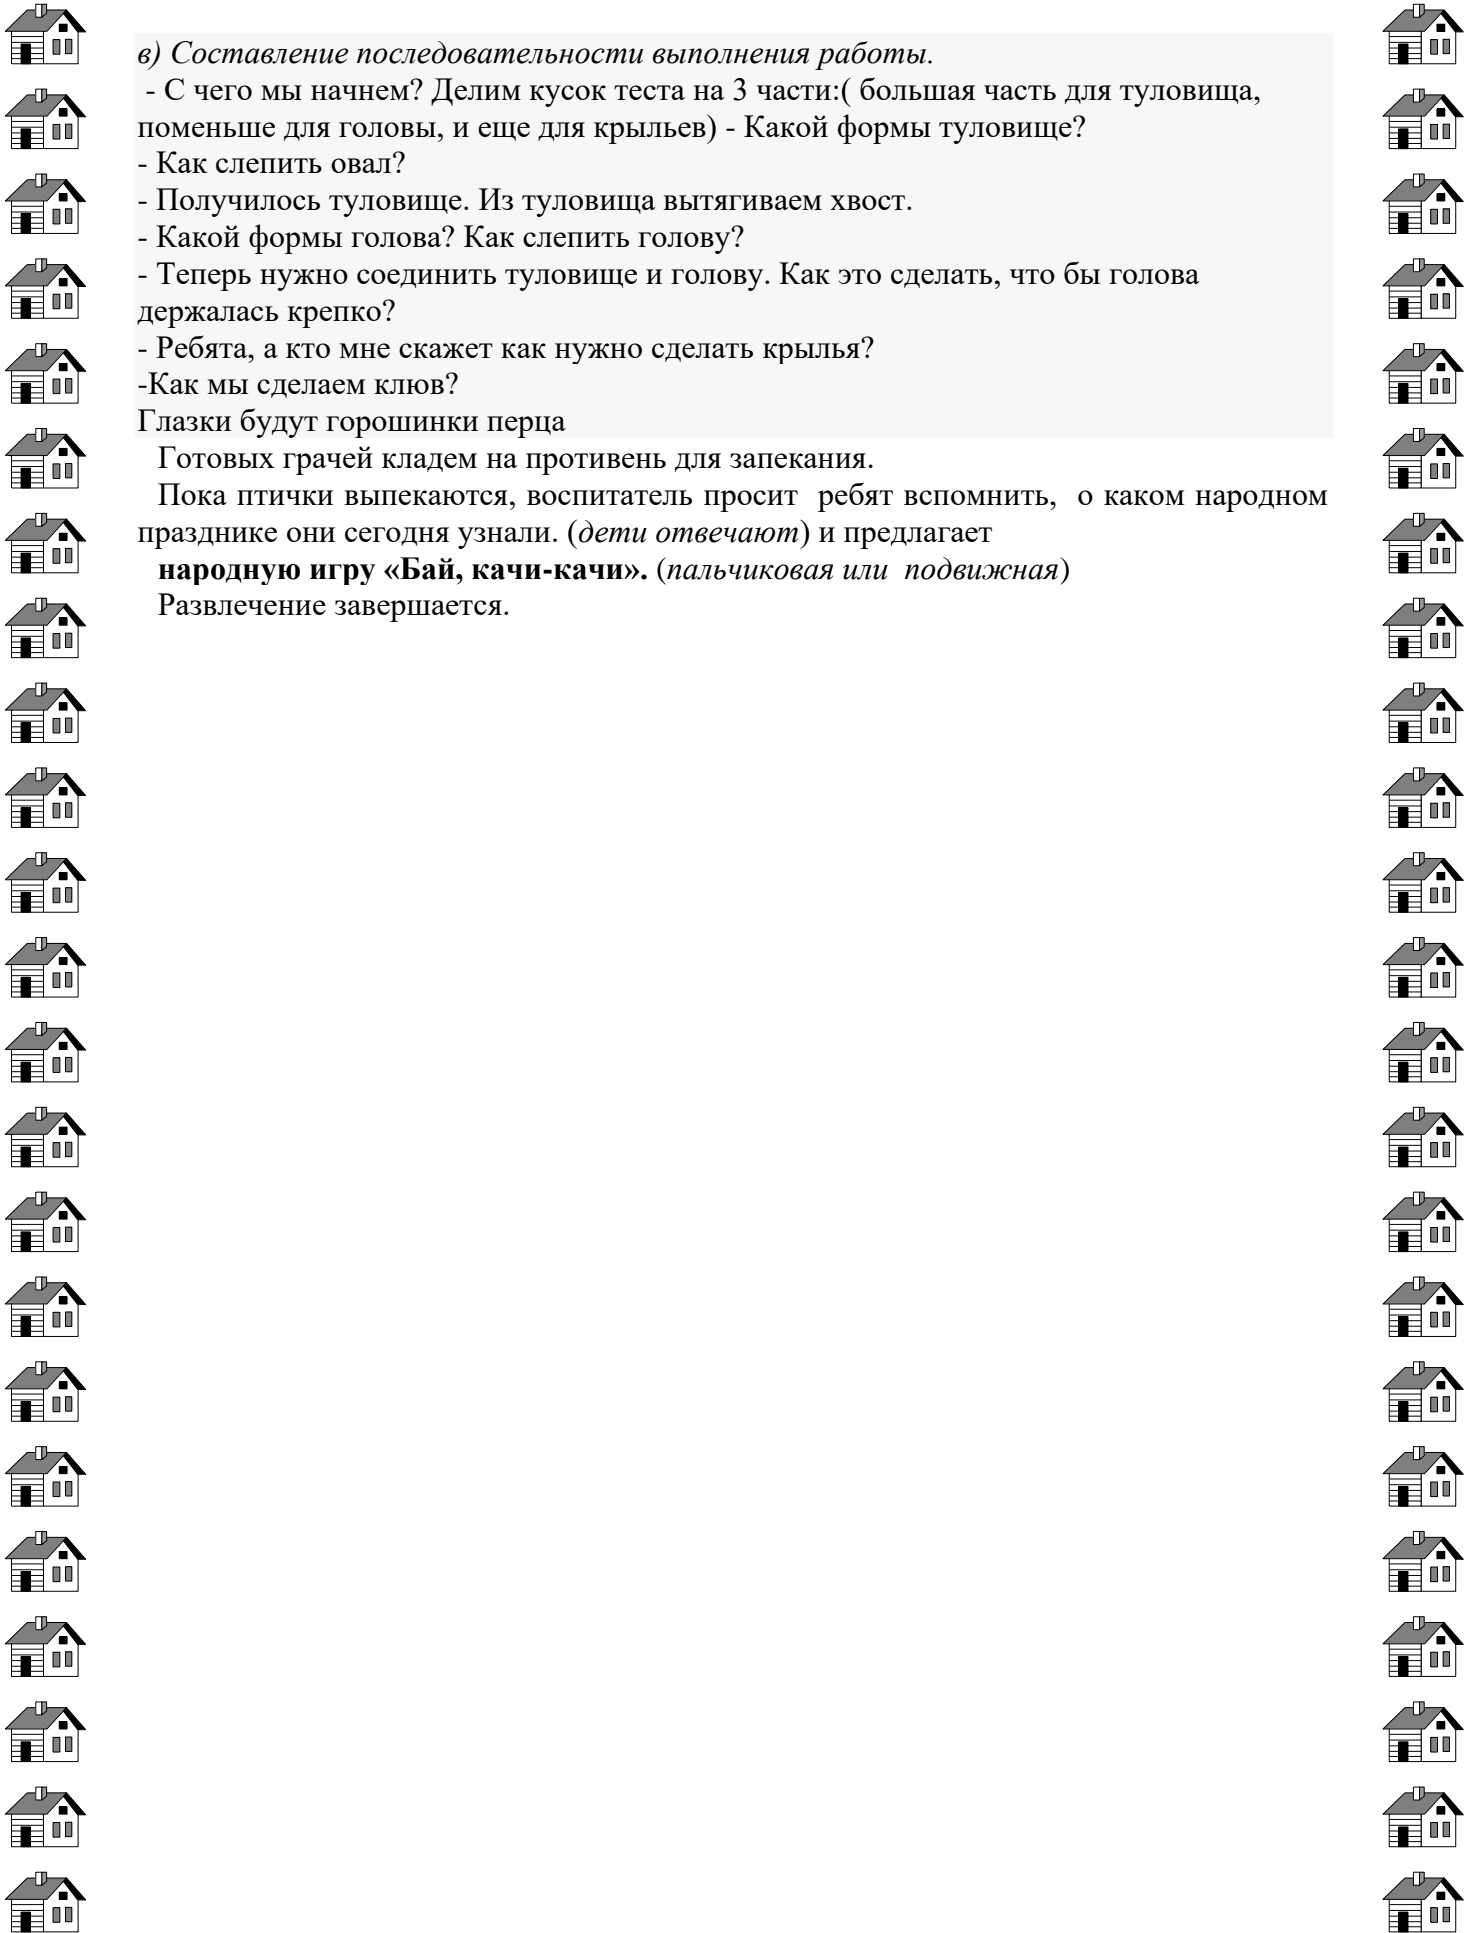 в) Составление последовательности выполнения работы.
- С чего мы начнем? Делим кусок теста на 3 части:( большая часть для туловища,
поменьше для головы, и еще для крыльев) - Какой формы туловище?
- Как слепить овал?
- Получилось туловище. Из туловища вытягиваем хвост.
- Какой формы голова? Как слепить голову?
- Теперь нужно соединить туловище и голову. Как это сделать, что бы голова
держалась крепко?
- Ребята, а кто мне скажет как нужно сделать крылья?
-Как мы сделаем клюв?
Глазки будут горошинки перца
Готовых грачей кладем на противень для запекания.
Пока птички выпекаются, воспитатель просит  ребят вспомнить,  о каком народном
празднике они сегодня узнали. (дети отвечают) и предлагает
народную игру «Бай, качи-качи». (пальчиковая или  подвижная)
Развлечение завершается.